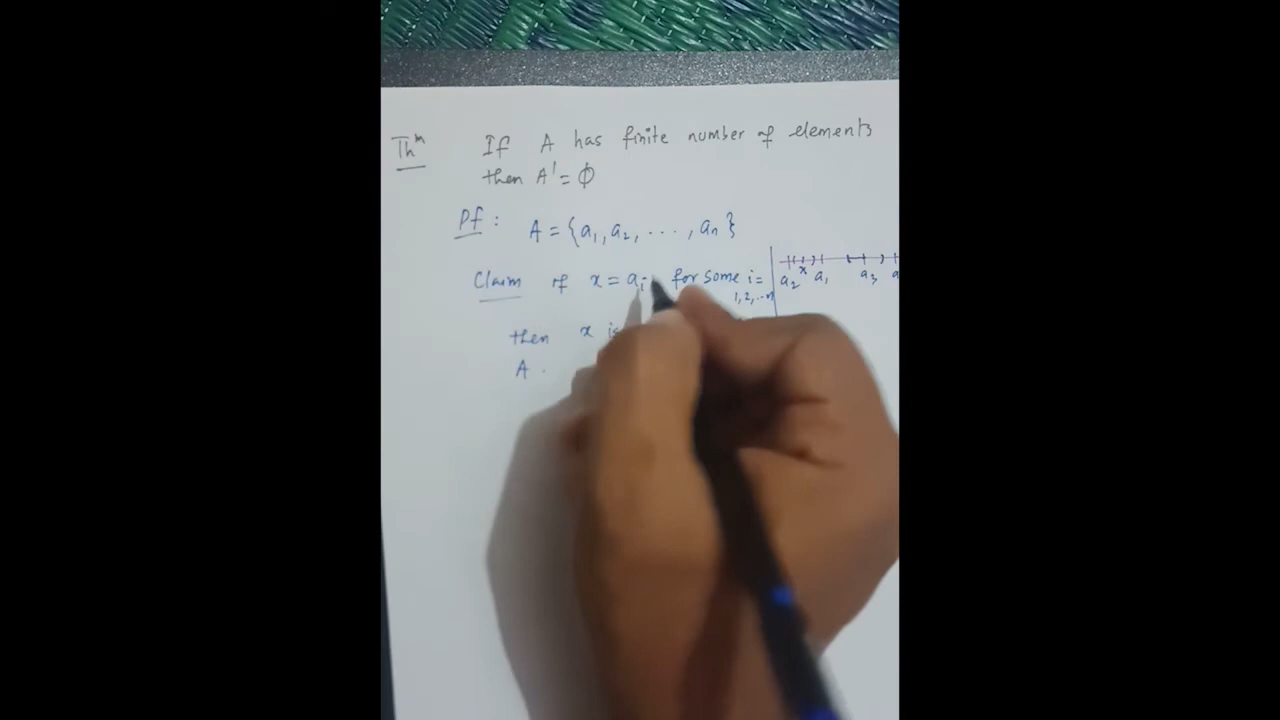 Thᵐ If A has finite number of elements
then A' = ϕ
Pf : A = {a₁, a₂, ..., aₙ}
Claim if x = aᵢ for some i =
1, 2, ... n
a₂ x a₁ a₃
then x
A .